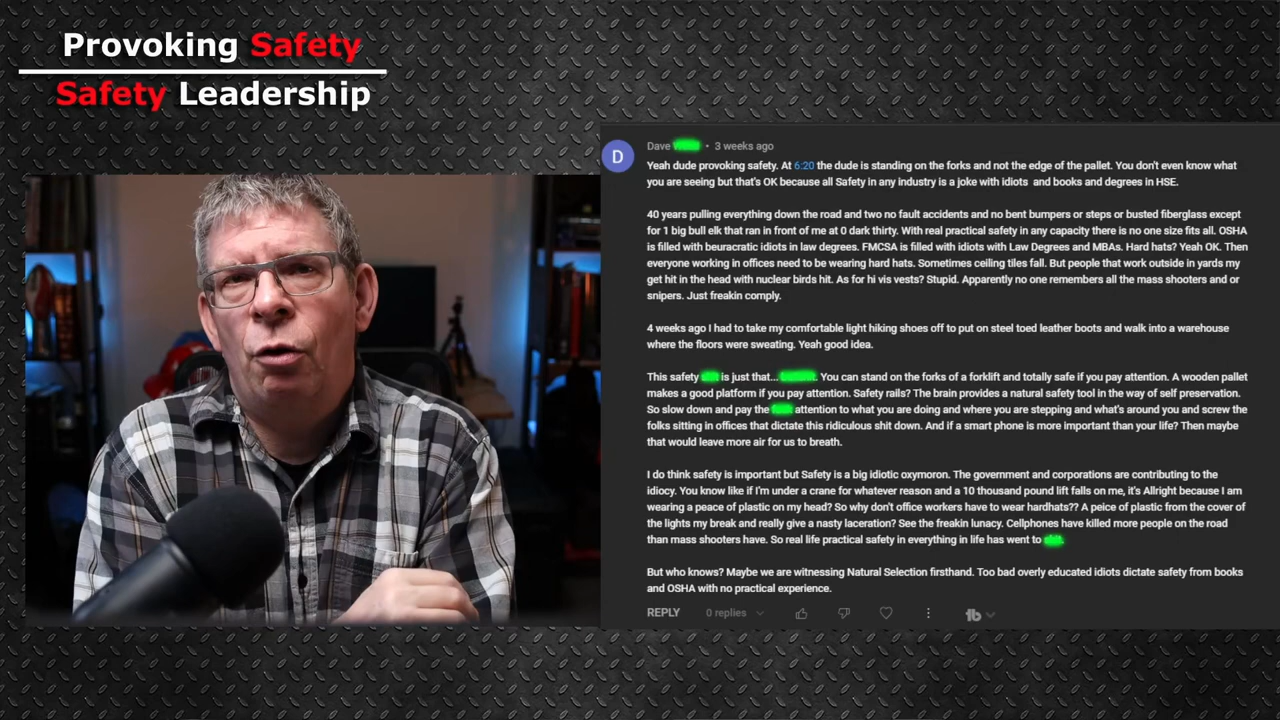 Provoking Safety
Safety Leadership
D
Dave • 3 weeks ago
Yeah dude provoking safety. At 6:20 the dude is standing on the forks and not the edge of the pallet. You don't even know what
you are seeing but that's OK because all Safety in any industry is a joke with idiots and books and degrees in HSE.
40 years pulling everything down the road and two no fault accidents and no bent bumpers or steps or busted fiberglass except
for 1 big bull elk that ran in front of me at 0 dark thirty. With real practical safety in any capacity there is no one size fits all. OSHA
is filled with beuracratic idiots in law degrees. FMCSA is filled with idiots with Law Degrees and MBAs. Hard hats? Yeah OK. Then
everyone working in offices need to be wearing hard hats. Sometimes ceiling tiles fall. But people that work outside in yards my
get hit in the head with nuclear birds hit. As for hi vis vests? Stupid. Apparently no one remembers all the mass shooters and or
snipers. Just freakin comply.
4 weeks ago I had to take my comfortable light hiking shoes off to put on steel toed leather boots and walk into a warehouse
where the floors were sweating. Yeah good idea.
This safety is just that... . You can stand on the forks of a forklift and totally safe if you pay attention. A wooden pallet
makes a good platform if you pay attention. Safety rails? The brain provides a natural safety tool in the way of self preservation.
So slow down and pay the attention to what you are doing and where you are stepping and what's around you and screw the
folks sitting in offices that dictate this ridiculous shit down. And if a smart phone is more important than your life? Then maybe
that would leave more air for us to breath.
I do think safety is important but Safety is a big idiotic oxymoron. The government and corporations are contributing to the
idiocy. You know like if I'm under a crane for whatever reason and a 10 thousand pound lift falls on me, it's Allright because I am
wearing a peace of plastic on my head? So why don't office workers have to wear hardhats?? A peice of plastic from the cover of
the lights my break and really give a nasty laceration? See the freakin lunacy. Cellphones have killed more people on the road
than mass shooters have. So real life practical safety in everything in life has went to .
But who knows? Maybe we are witnessing Natural Selection firsthand. Too bad overly educated idiots dictate safety from books
and OSHA with no practical experience.
REPLY 0 replies tb